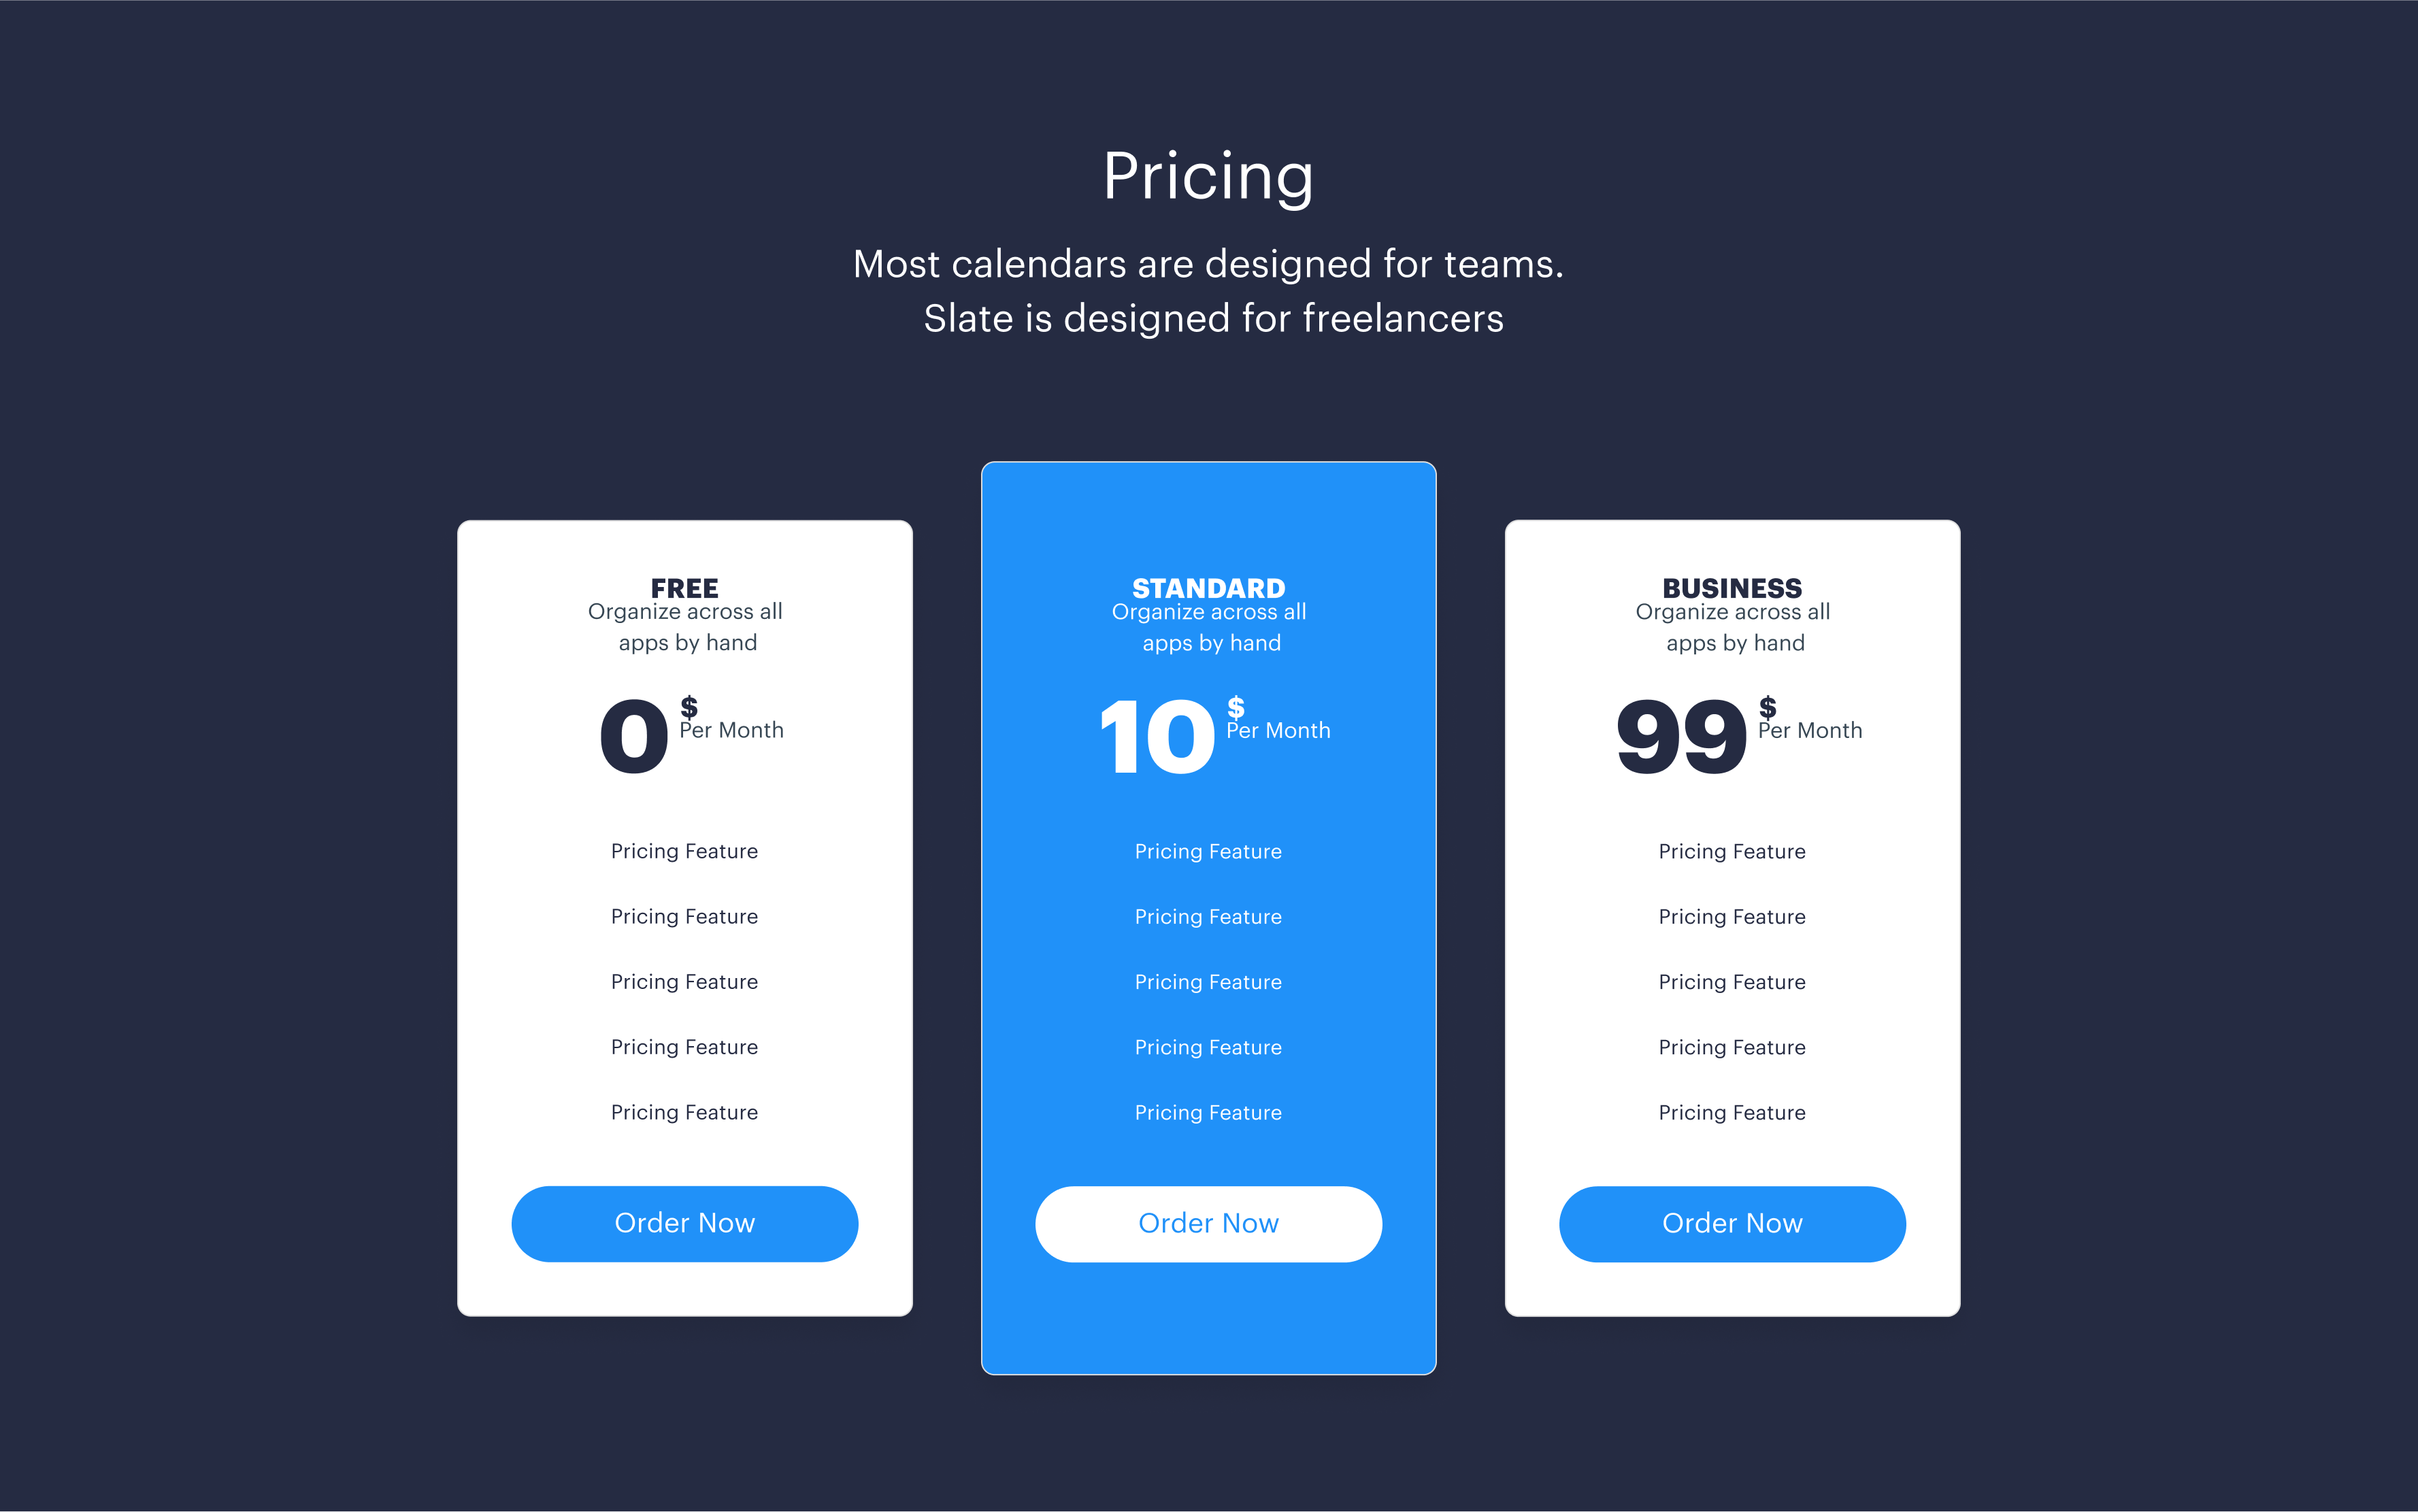 Pricing
Most calendars are designed for teams.
Slate is designed for freelancers
FREE
Organize across all
apps by hand
0
$
Per Month
Pricing Feature
Pricing Feature
Pricing Feature
Pricing Feature
Pricing Feature
Order Now
STANDARD
Organize across all
apps by hand
10
$
Per Month
Pricing Feature
Pricing Feature
Pricing Feature
Pricing Feature
Pricing Feature
Order Now
BUSINESS
Organize across all
apps by hand
99
$
Per Month
Pricing Feature
Pricing Feature
Pricing Feature
Pricing Feature
Pricing Feature
Order Now